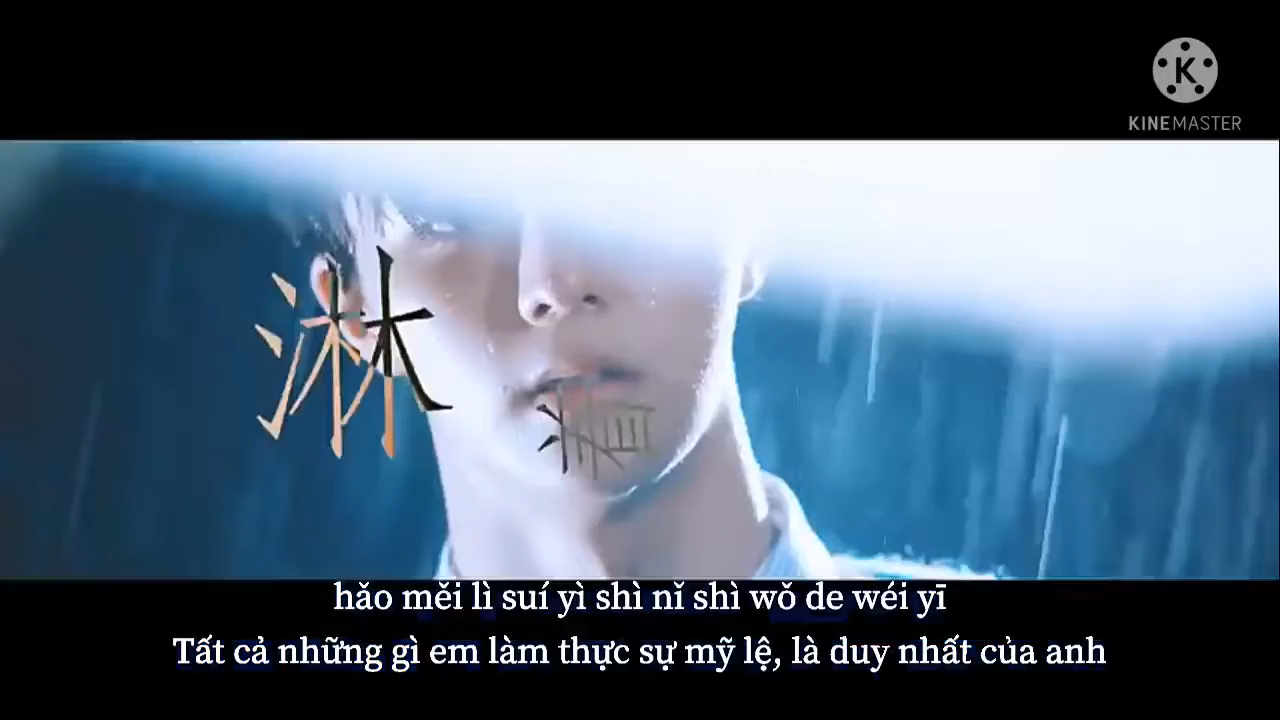 KINEMASTER
淋
湘
hǎo měi lì suí yì shì nǐ shì wǒ de wéi yī
Tất cả những gì em làm thực sự mỹ lệ, là duy nhất của anh